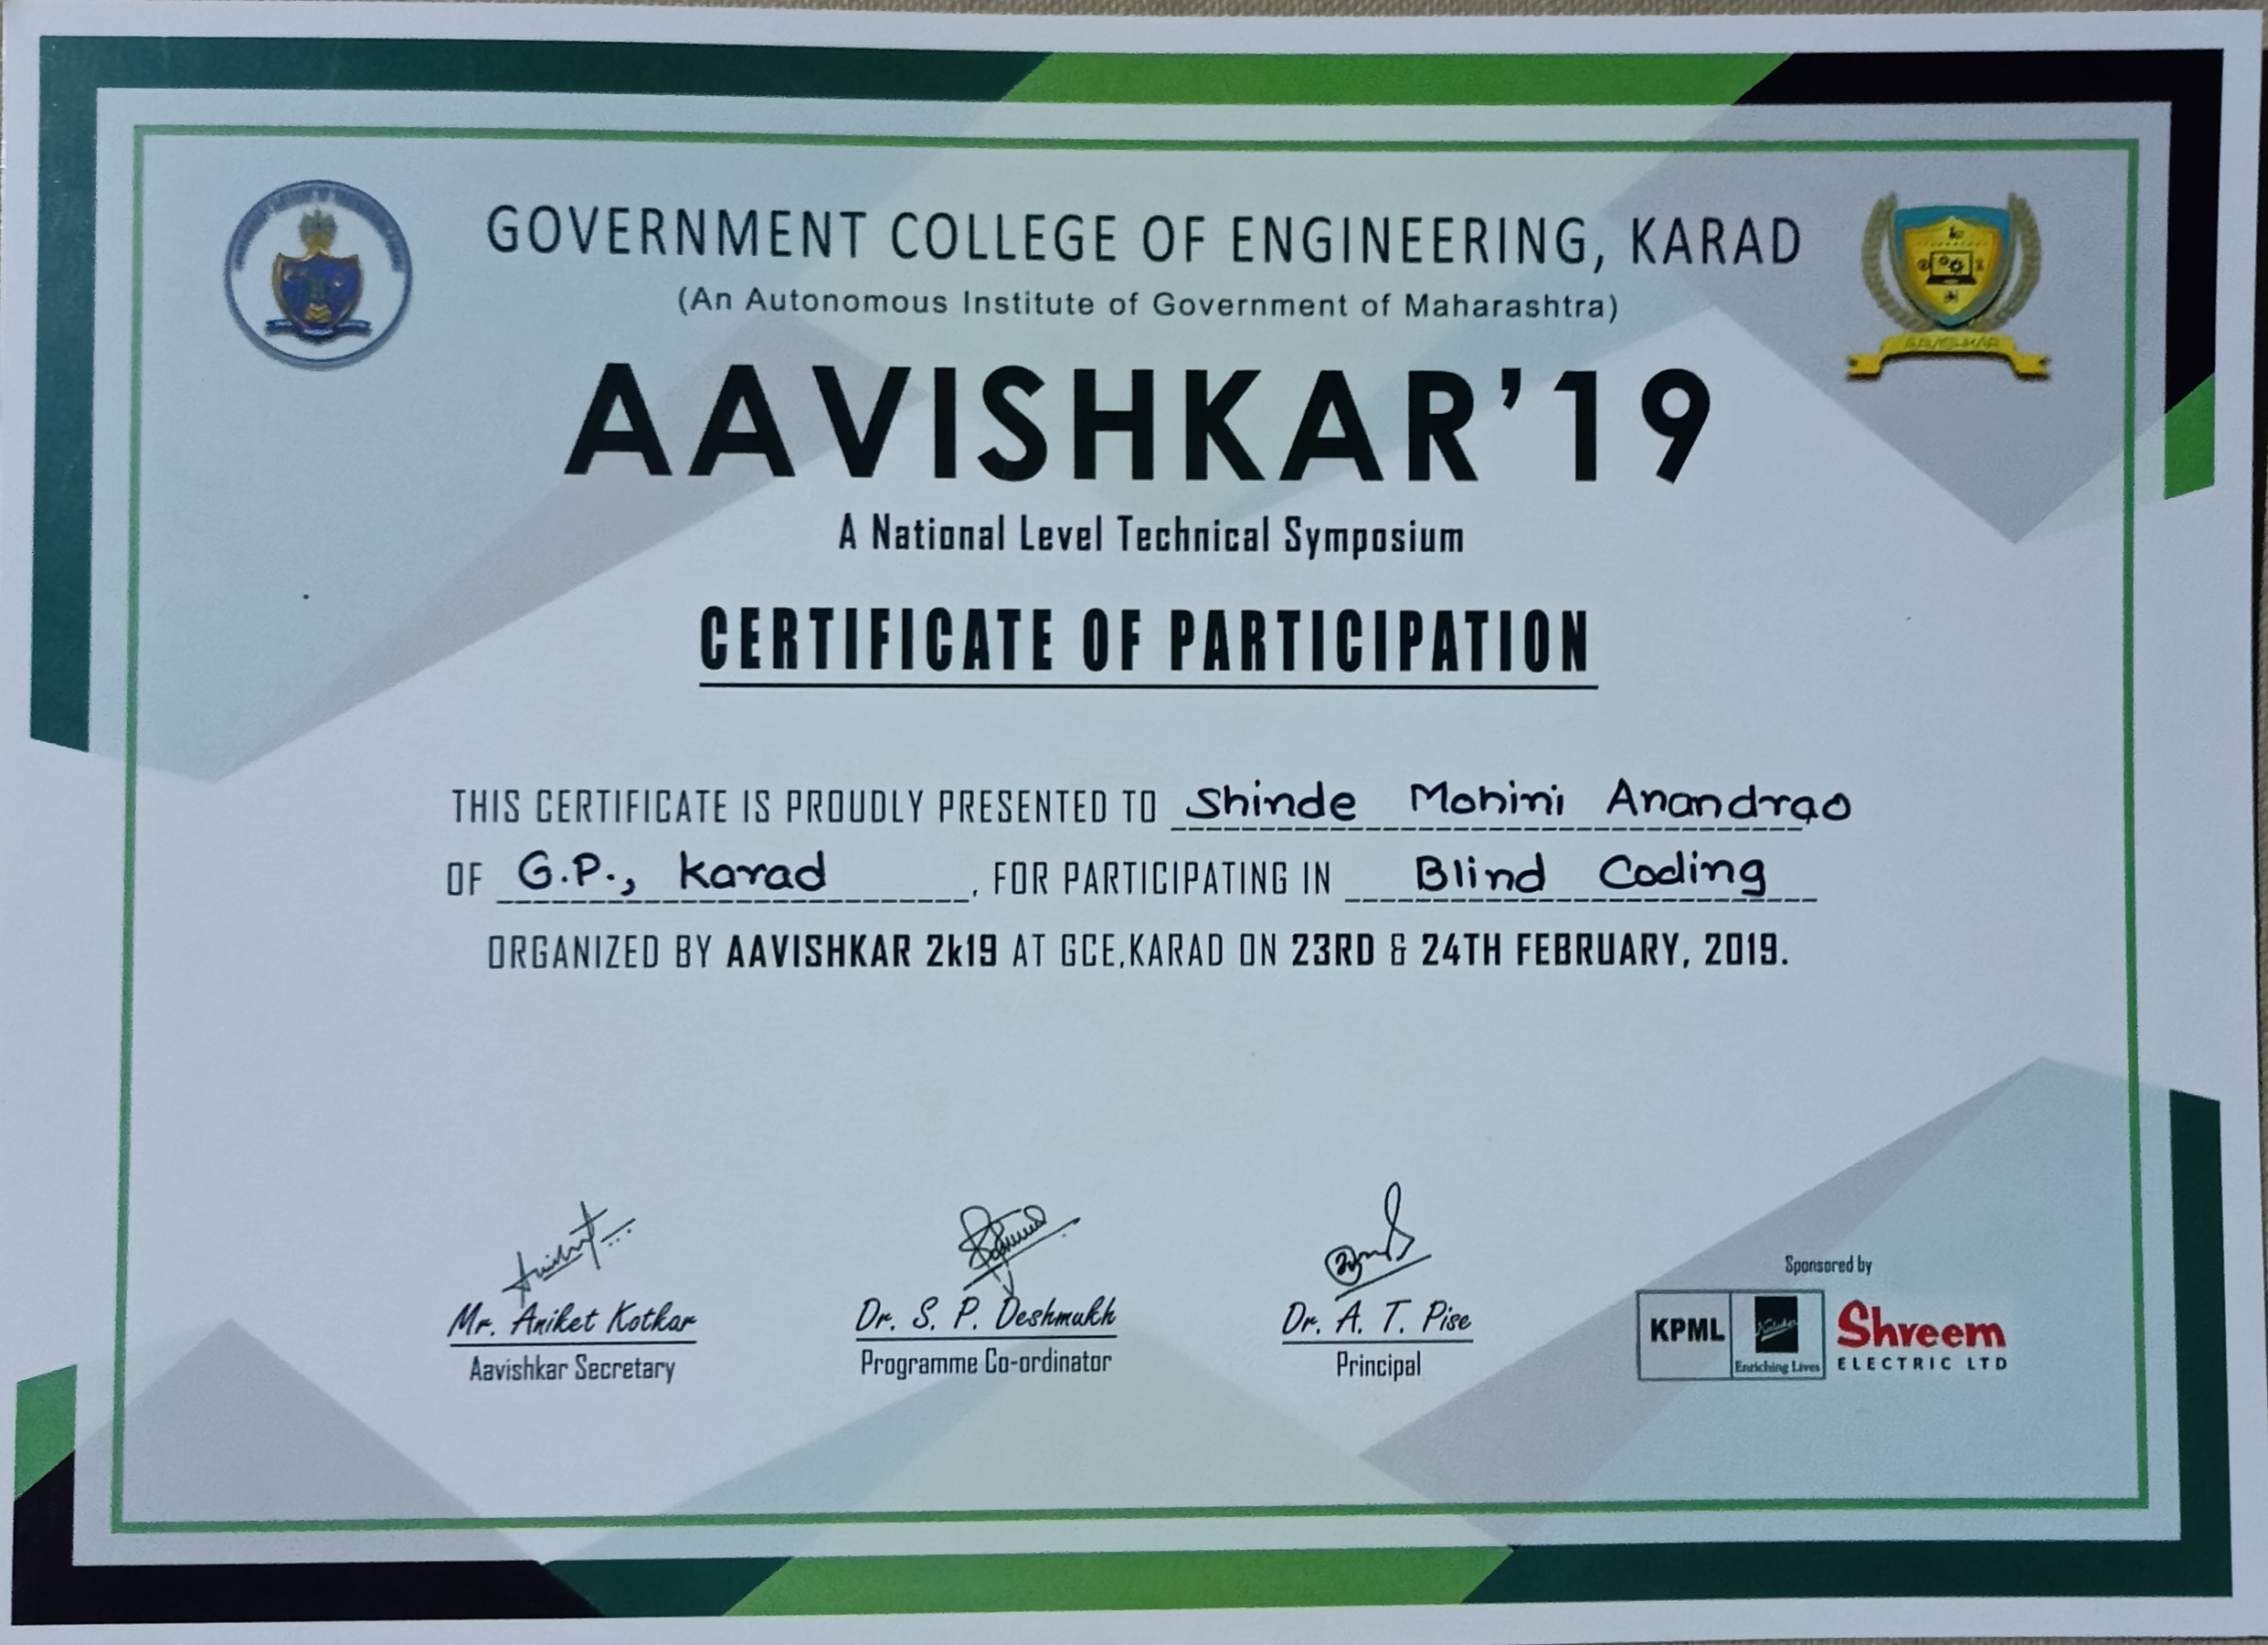 GOVERNMENT COLLEGE OF ENGINEERING, KARAD
(An Autonomous Institute of Government of Maharashtra)
AAVISHKAR
AAVISHKAR’19
A National Level Technical Symposium
CERTIFICATE OF PARTICIPATION
THIS CERTIFICATE IS PROUDLY PRESENTED TO Shinde Mohini Anandrao
OF G.P., Karad, FOR PARTICIPATING IN Blind Coding
ORGANIZED BY AAVISHKAR 2k19 AT GCE,KARAD ON 23RD & 24TH FEBRUARY, 2019.
Mr. Aniket Kotkar
Aavishkar Secretary
Dr. S. P. Deshmukh
Programme Co-ordinator
Dr. A. T. Pise
Principal
Sponsored by
KPML
Enriching Lives
Shreem
ELECTRIC LTD